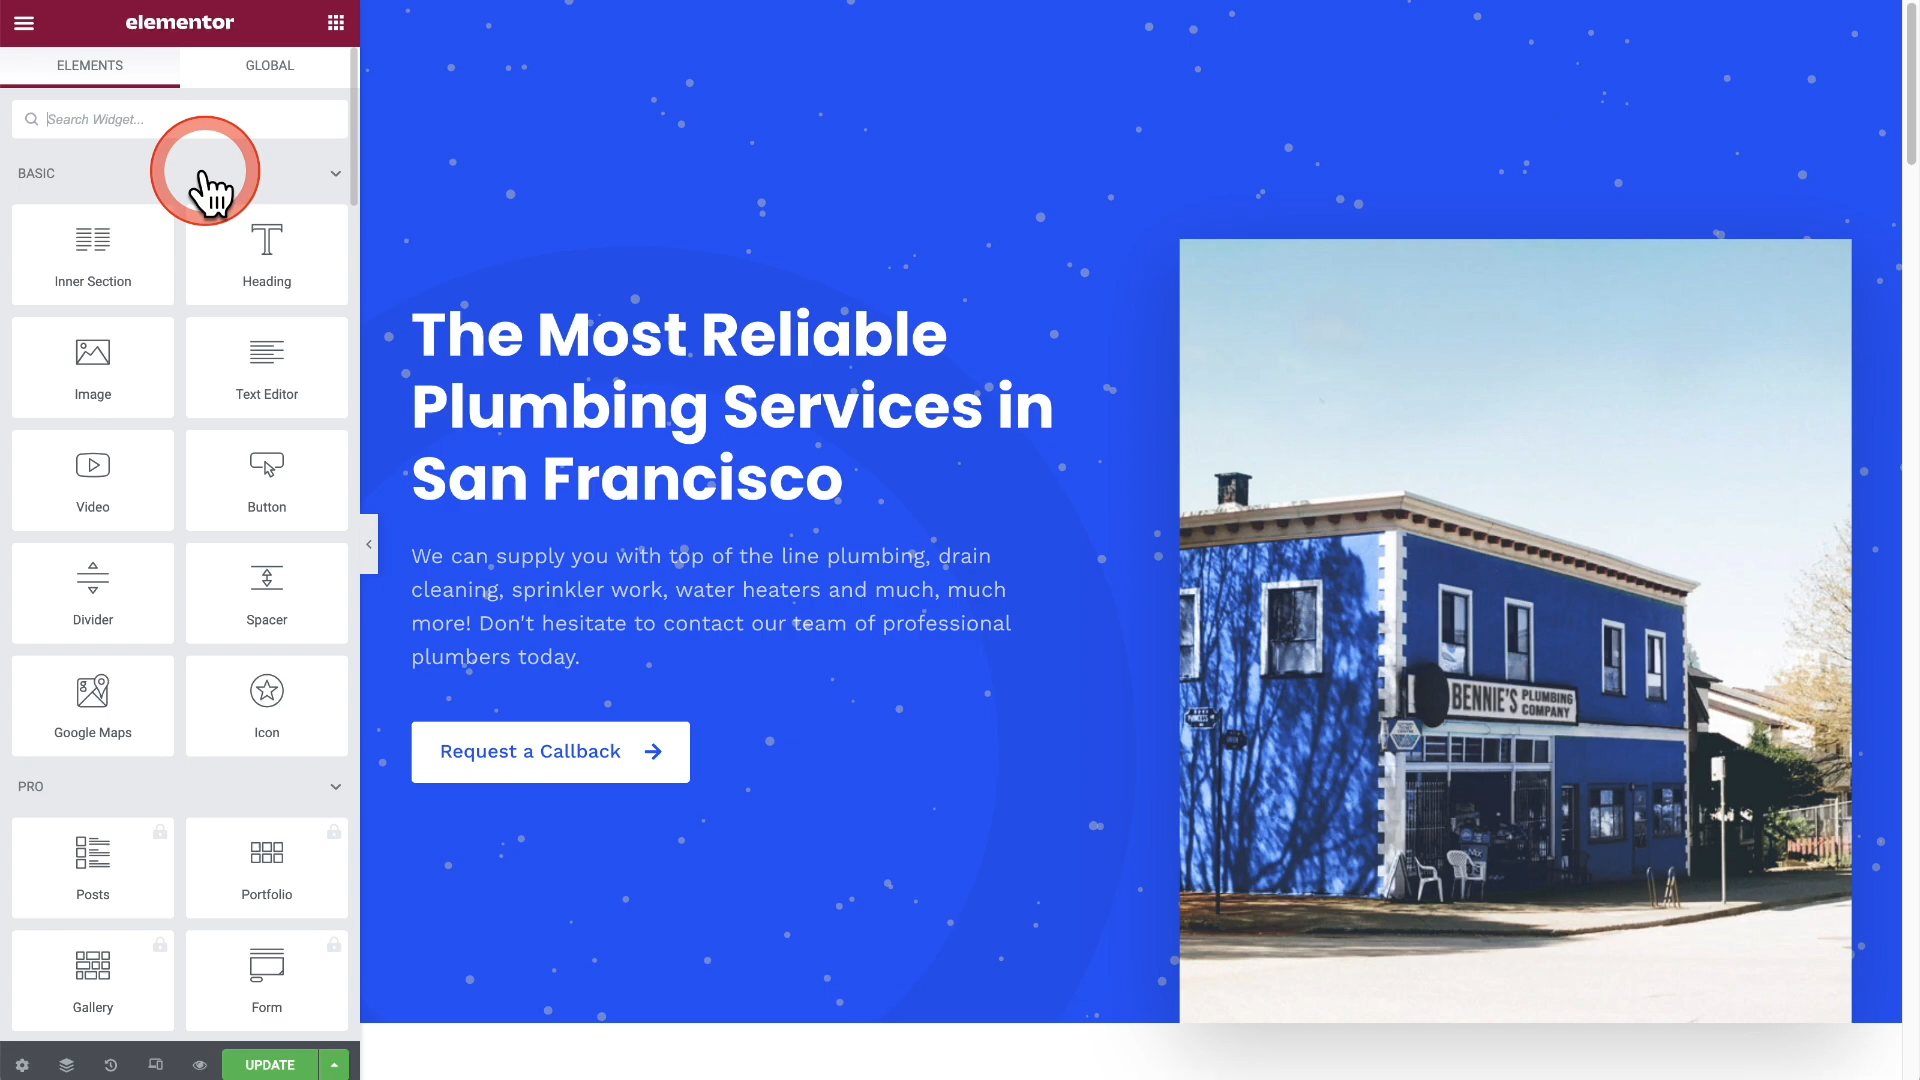 elementor
ELEMENTS
GLOBAL
Search Widget...
BASIC
Inner Section
Heading
Image
Text Editor
Video
Button
Divider
Spacer
Google Maps
Icon
PRO
Posts
Portfolio
Gallery
Form
UPDATE
The Most Reliable
Plumbing Services in
San Francisco
We can supply you with top of the line plumbing, drain
cleaning, sprinkler work, water heaters and much, much
more! Don't hesitate to contact our team of professional
plumbers today.
Request a Callback
BENNIE'S PLUMBING
COMPANY